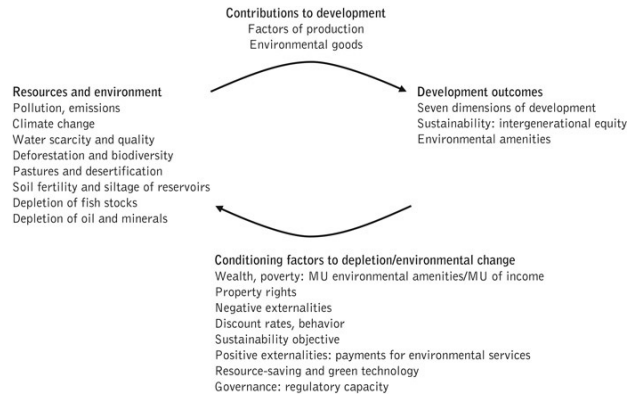 Contributions to development
Factors of production
Environmental goods
Resources and environment
Pollution, emissions
Climate change
Water scarcity and quality
Deforestation and biodiversity
Pastures and desertification
Soil fertility and siltage of reservoirs
Depletion of fish stocks
Depletion of oil and minerals
Development outcomes
Seven dimensions of development
Sustainability: intergenerational equity
Environmental amenities
Conditioning factors to depletion/environmental change
Wealth, poverty: MU environmental amenities/MU of income
Property rights
Negative externalities
Discount rates, behavior
Sustainability objective
Positive externalities: payments for environmental services
Resource-saving and green technology
Governance: regulatory capacity